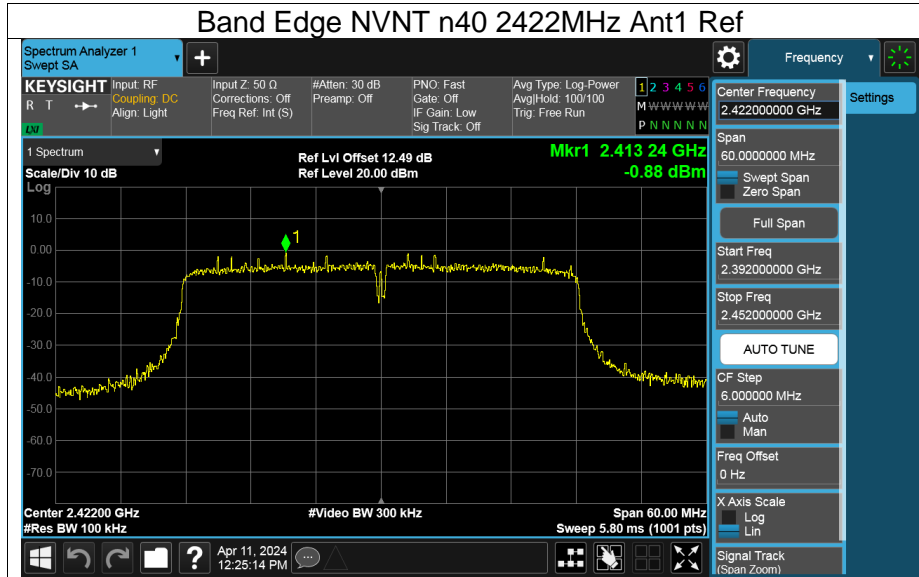 Band Edge NVNT n40 2422MHz Ant1 Ref
Spectrum Analyzer 1
Swept SA
+
Frequency
KEYSIGHT
R T
LXI
Input: RF
Coupling: DC
Align: Light
Input Z: 50 Ω
Corrections: Off
Freq Ref: Int (S)
#Atten: 30 dB
Preamp: Off
PNO: Fast
Gate: Off
IF Gain: Low
Sig Track: Off
Avg Type: Log-Power
Avg|Hold: 100/100
Trig: Free Run
1 2 3 4 5 6
M W W W W W
P N N N N N
1 Spectrum
Scale/Div 10 dB
Log
Ref Lvl Offset 12.49 dB
Ref Level 20.00 dBm
Mkr1 2.413 24 GHz
-0.88 dBm
1
10.0
0.00
-10.0
-20.0
-30.0
-40.0
-50.0
-60.0
-70.0
Center 2.42200 GHz
#Res BW 100 kHz
#Video BW 300 kHz
Span 60.00 MHz
Sweep 5.80 ms (1001 pts)
Center Frequency
2.422000000 GHz
Settings
Span
60.0000000 MHz
Swept Span
Zero Span
Full Span
Start Freq
2.392000000 GHz
Stop Freq
2.452000000 GHz
AUTO TUNE
CF Step
6.000000 MHz
Auto
Man
Freq Offset
0 Hz
X Axis Scale
Log
Lin
Signal Track
(Span Zoom)
?
Apr 11, 2024
12:25:14 PM